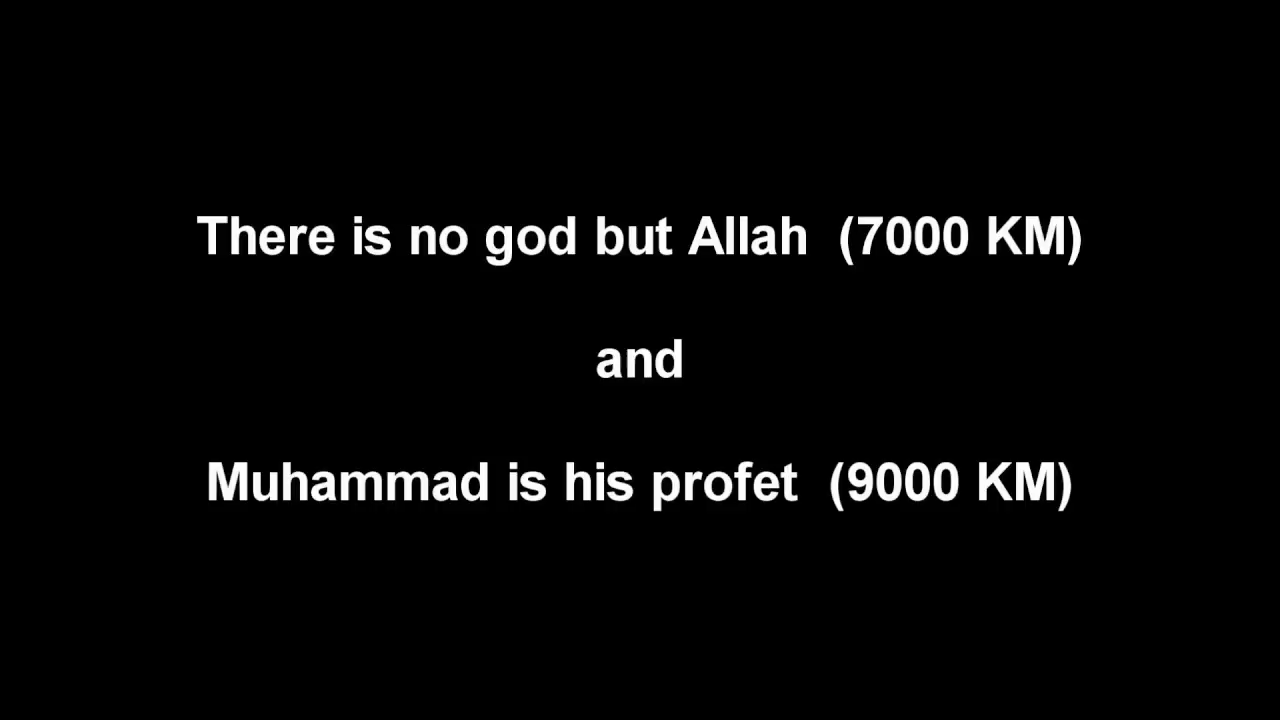 There is no god but Allah (7000 KM)
and
Muhammad is his profet (9000 KM)